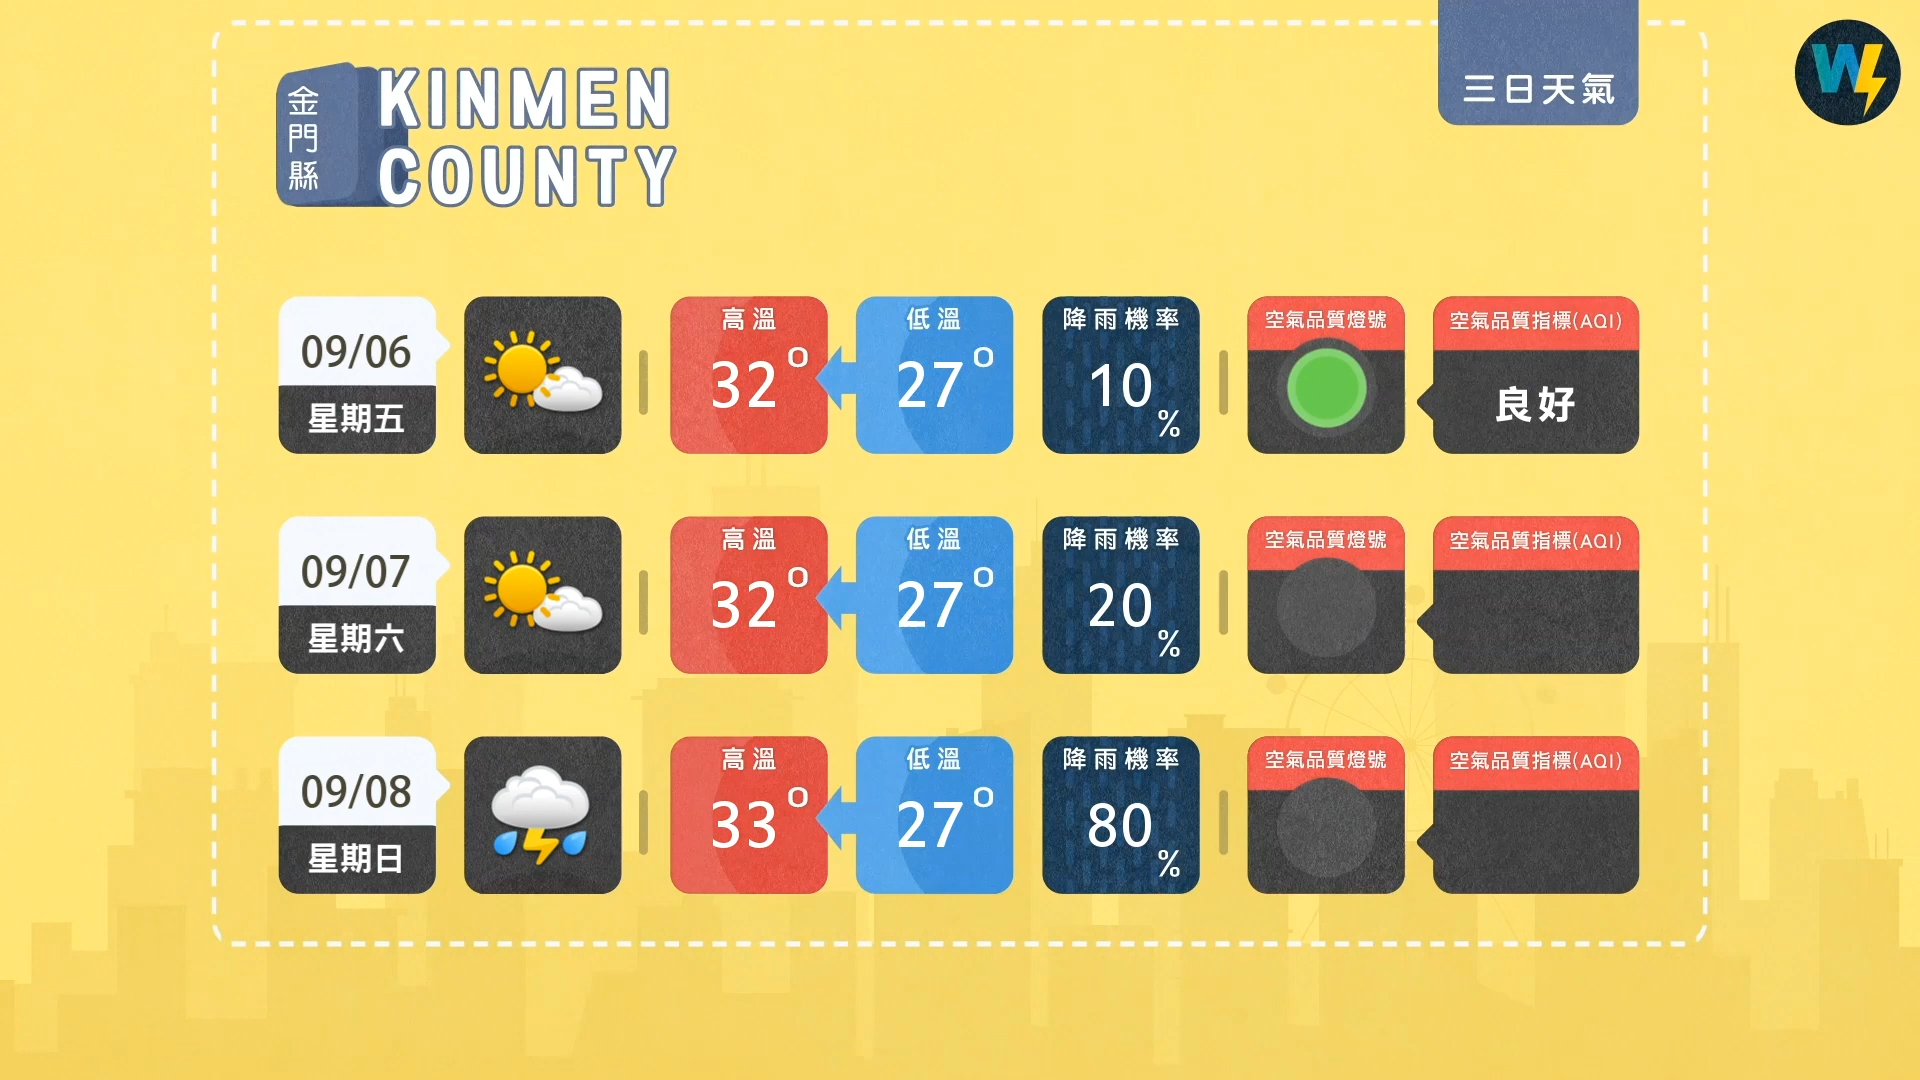 金門縣
KINMEN
COUNTY
三日天氣
W
09/06
星期五
高溫
32°
低溫
27°
降雨機率
10%
空氣品質燈號
空氣品質指標(AQI)
良好
09/07
星期六
高溫
32°
低溫
27°
降雨機率
20%
空氣品質燈號
空氣品質指標(AQI)
09/08
星期日
高溫
33°
低溫
27°
降雨機率
80%
空氣品質燈號
空氣品質指標(AQI)